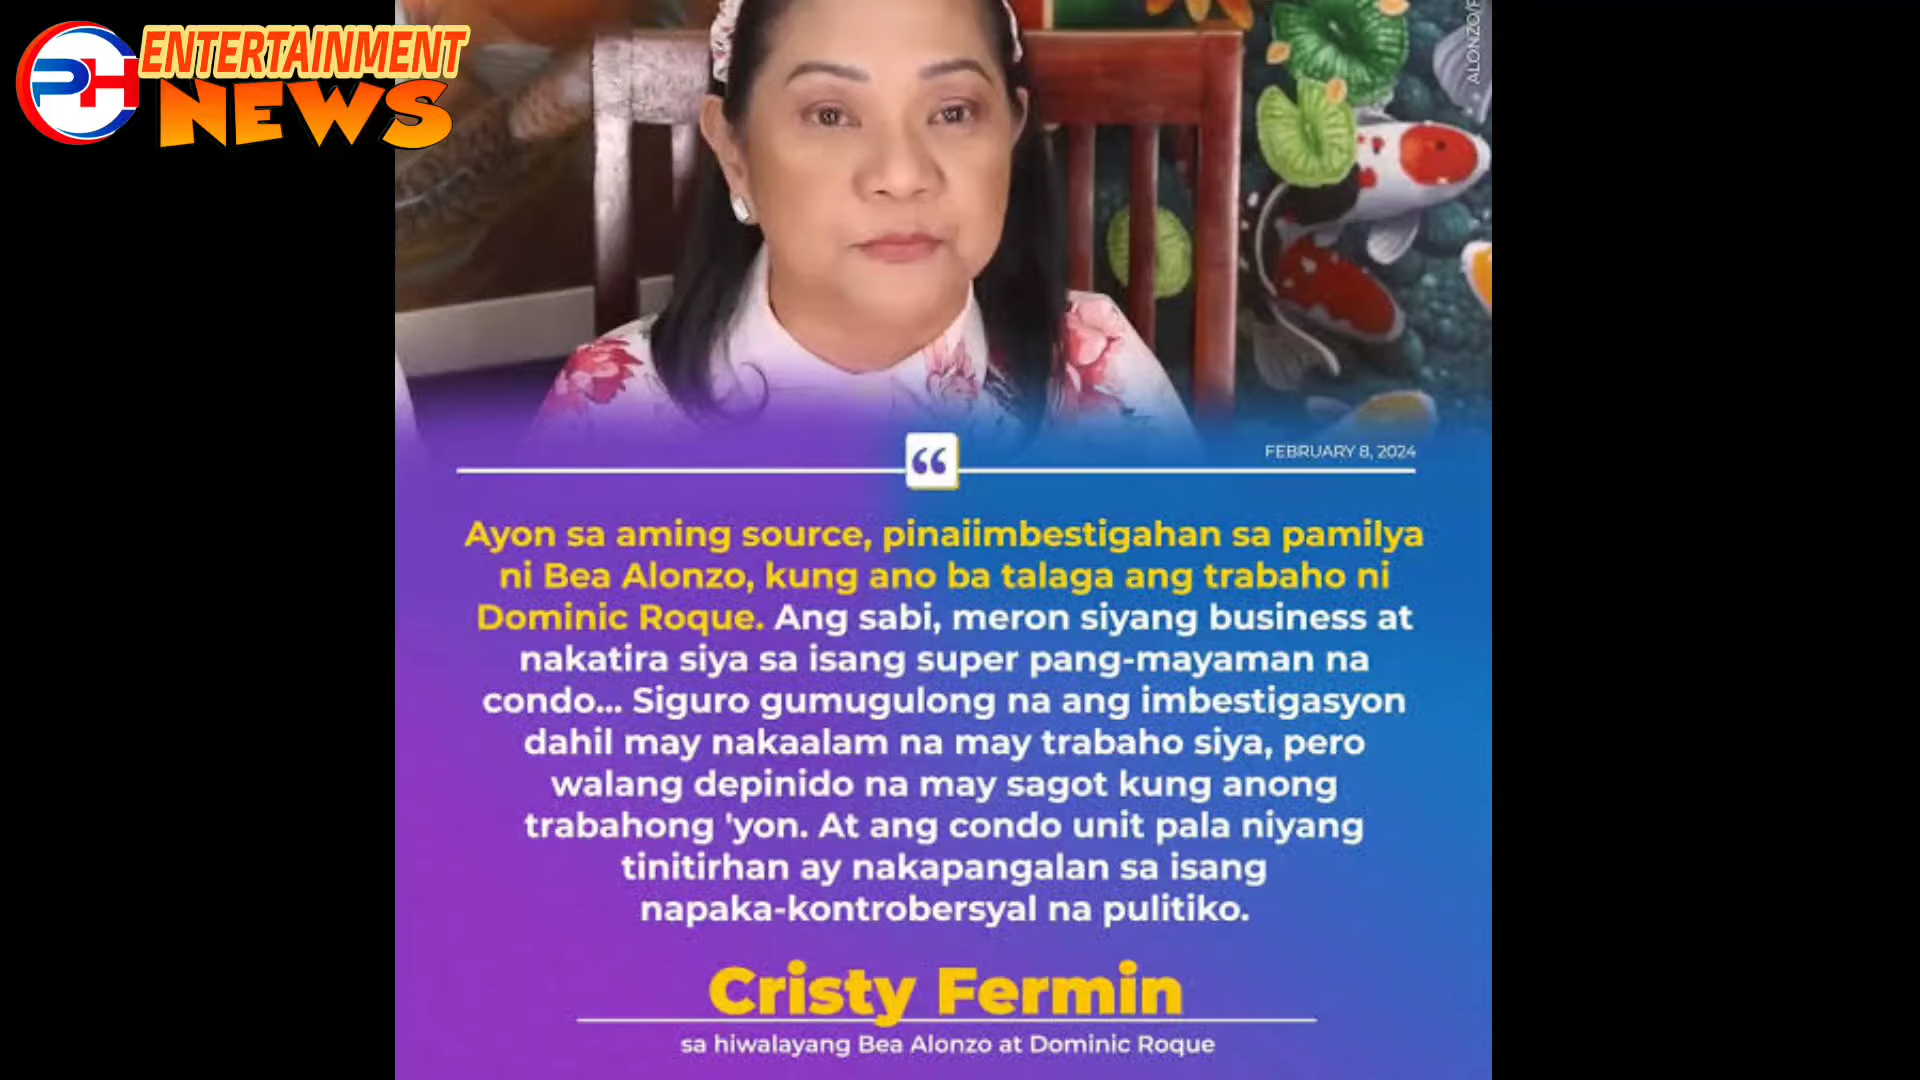 PH
ENTERTAINMENT
NEWS
ALONZO/F
“
FEBRUARY 8, 2024
Ayon sa aming source, pinaiimbestigahan sa pamilya
ni Bea Alonzo, kung ano ba talaga ang trabaho ni
Dominic Roque. Ang sabi, meron siyang business at
nakatira siya sa isang super pang-mayaman na
condo... Siguro gumugulong na ang imbestigasyon
dahil may nakaalam na may trabaho siya, pero
walang depinido na may sagot kung anong
trabahong 'yon. At ang condo unit pala niyang
tinitirhan ay nakapangalan sa isang
napaka-kontrobersyal na pulitiko.
Cristy Fermin
sa hiwalayang Bea Alonzo at Dominic Roque